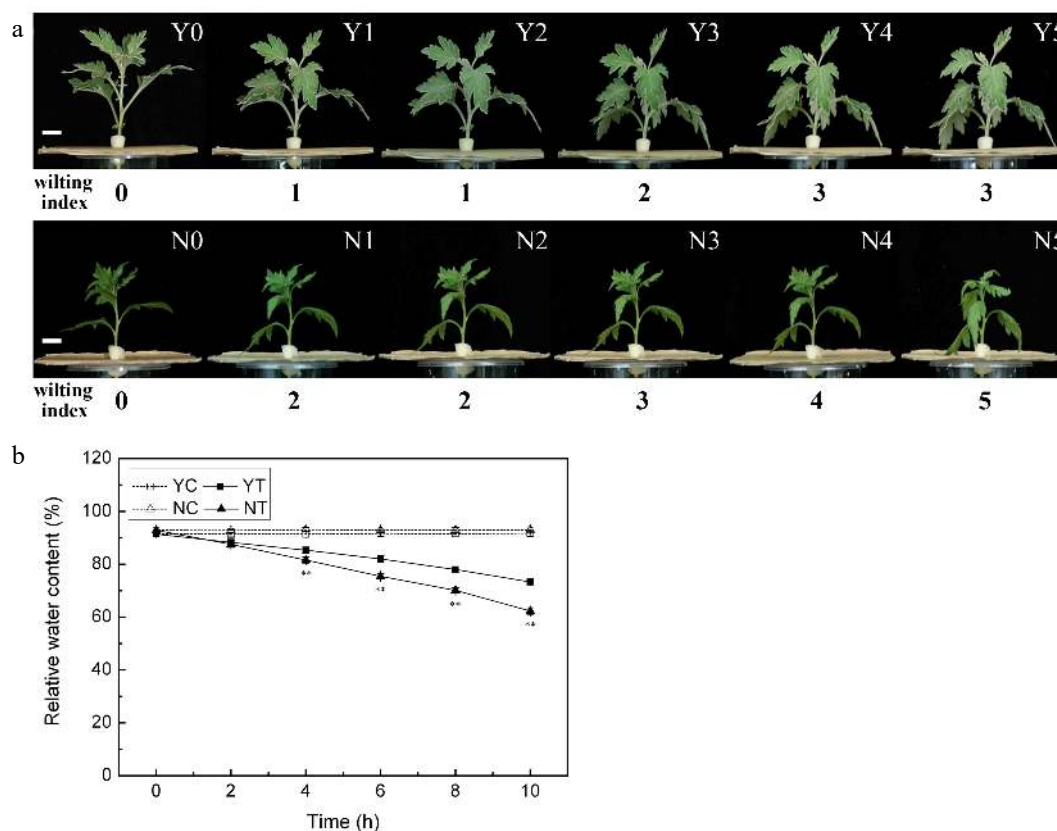 a
Y0 Y1 Y2 Y3 Y4 Y5
wilting
index 0 1 1 2 3 3
N0 N1 N2 N3 N4 N5
wilting
index 0 2 2 3 4 5
b
Relative water content (%)
120
100
80
60
40
20
0
YC YT
NC NT
**
**
**
**
0 2 4 6 8 10
Time (h)